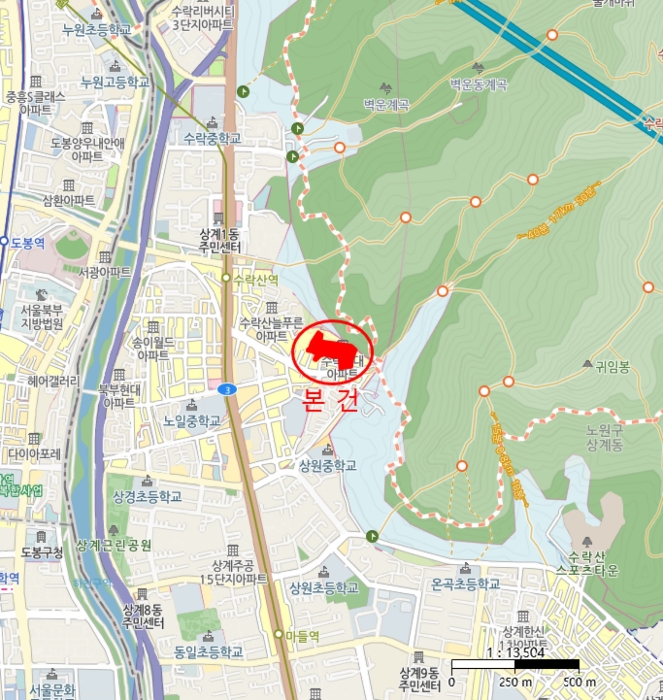 수락리버시티
3단지아파트
누원초등학교
누원고등학교
중흥S클래스
아파트
벽운계곡
벽운동계곡
도봉양우내안애
아파트
수락중학교
수락
삼환아파트
상계1동
주민센터
도봉역
서광아파트
수락산역
서울북부
지방법원
수락산늘푸른
아파트
송이월드
아파트
아파트
귀임봉
헤어갤러리
북부현대
아파트
3
본 건
노일중학교
노원구
상계동
다이아포레
상원중학교
복합사업
상경초등학교
도봉구청
상계근린공원
상계주공
15단지아파트
수락산
스포츠타운
학역
상원초등학교
온곡초등학교
상계8동
주민센터
상계한신
1차아파트
마들역
동일초등학교
상계9동
주민센터
서울문화
1 : 13,504
0 250 m 500 m